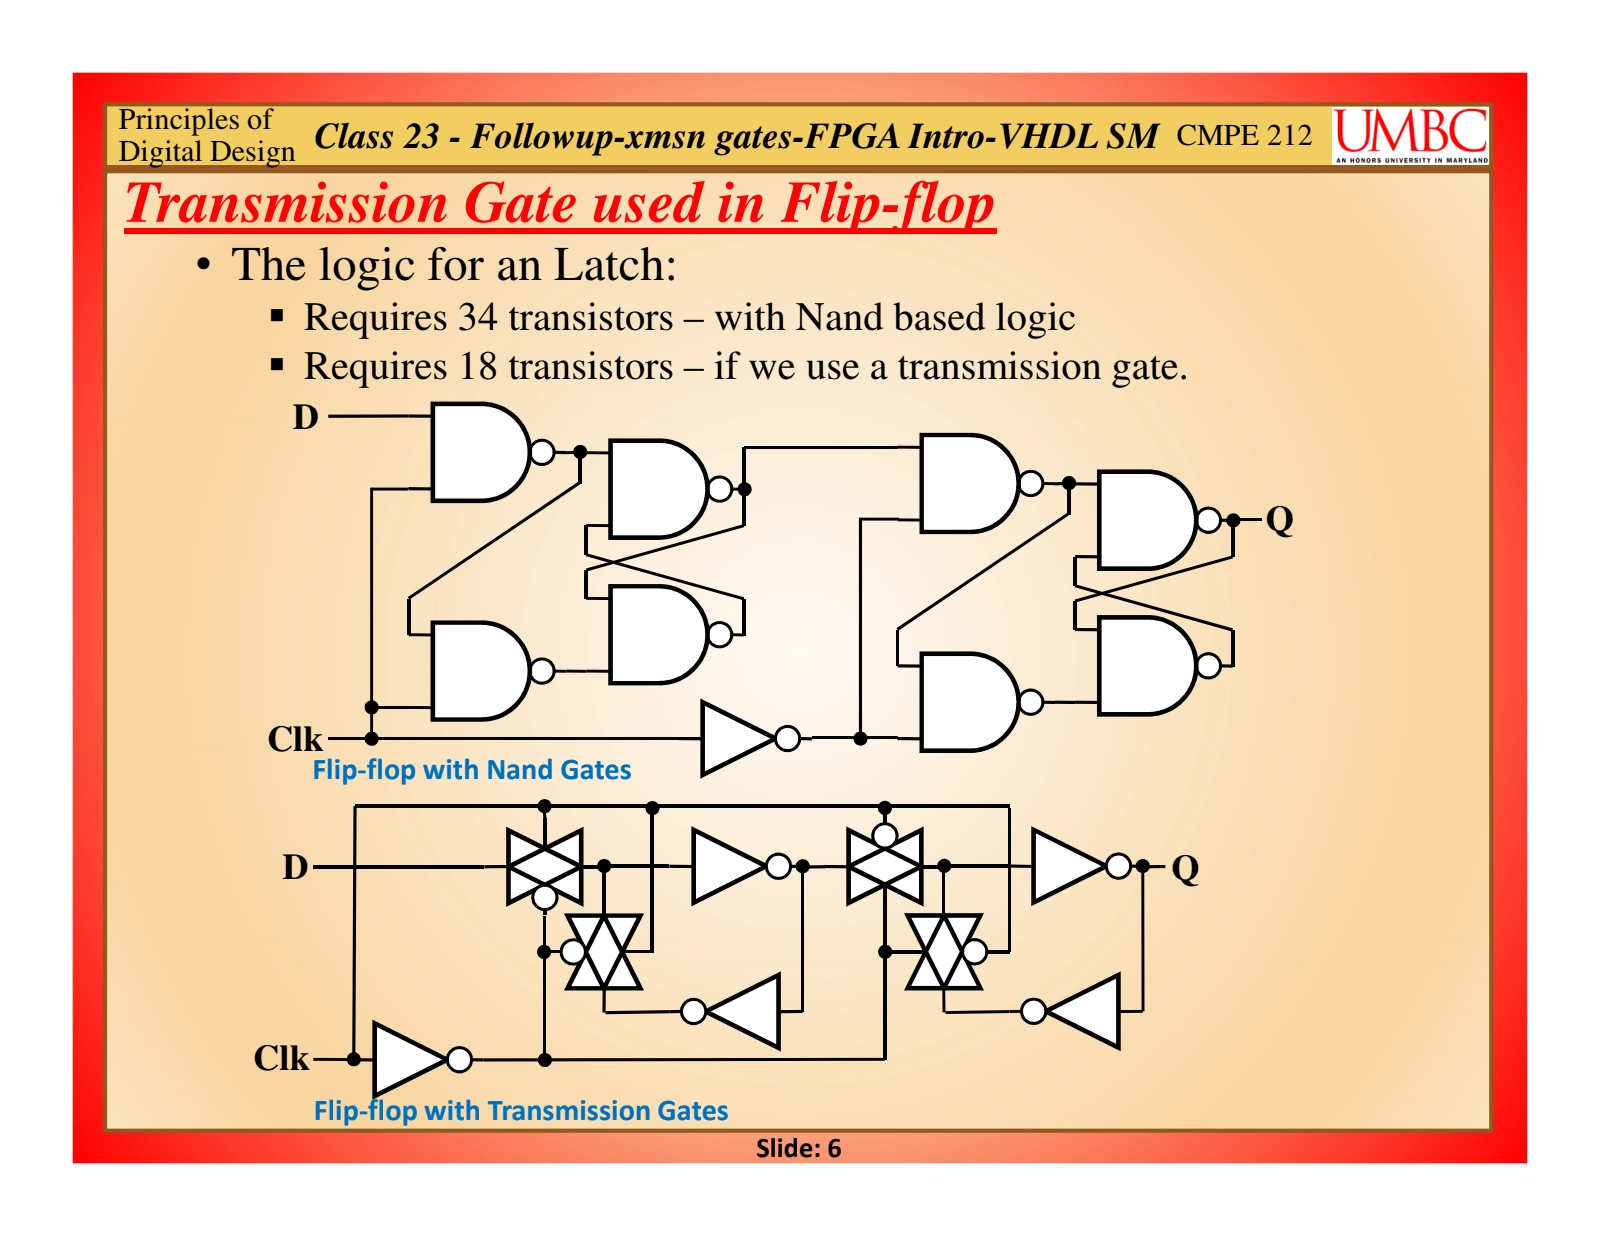 Principles of
Digital Design
Class 23 - Followup-xmsn gates-FPGA Intro-VHDL SM
CMPE 212
UMBC
AN HONORS UNIVERSITY IN MARYLAND
Transmission Gate used in Flip-flop
• The logic for an Latch:
▪ Requires 34 transistors – with Nand based logic
▪ Requires 18 transistors – if we use a transmission gate.
D
Q
Clk
Flip-flop with Nand Gates
D
Q
Clk
Flip-flop with Transmission Gates
Slide: 6